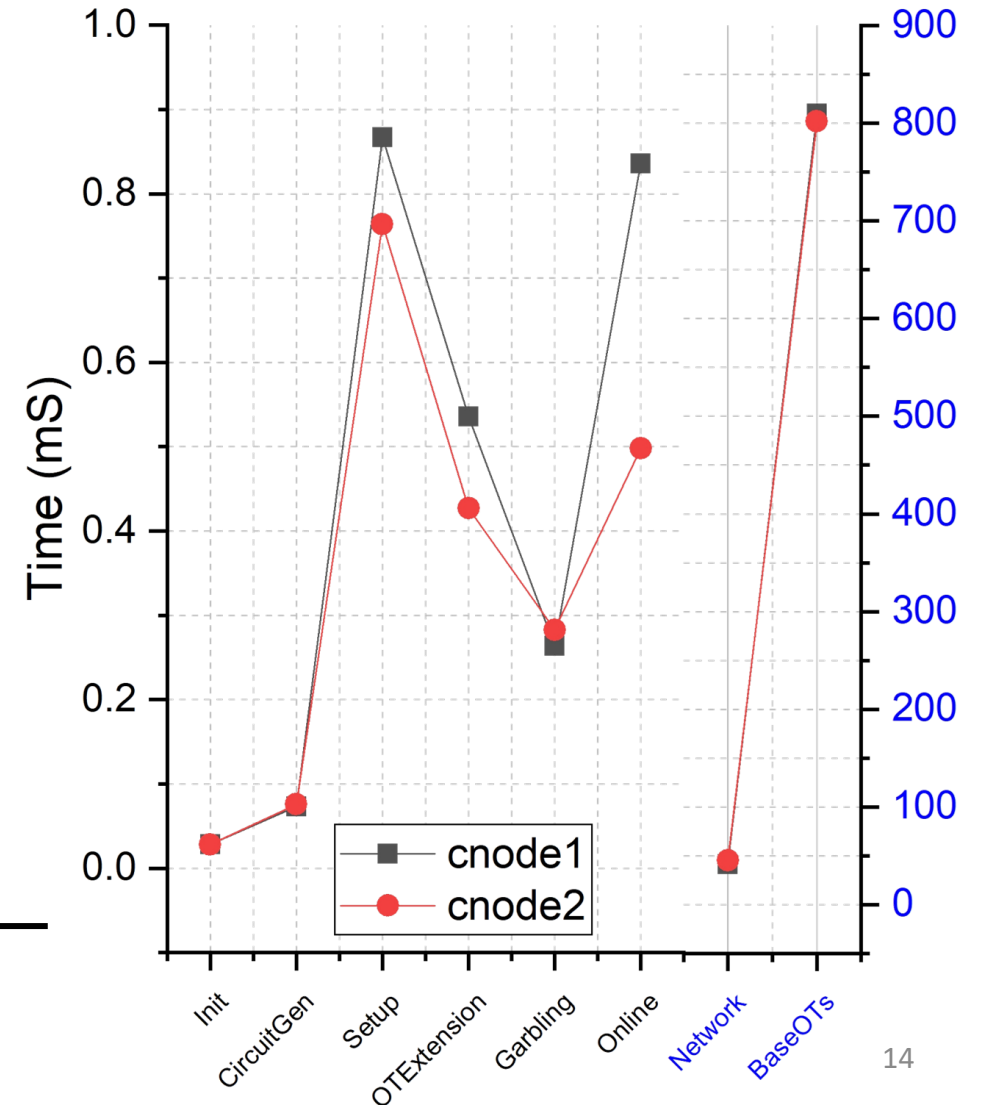 1.0
0.8
0.6
0.4
0.2
0.0
Time (mS)
900
800
700
600
500
400
300
200
100
0
cnode1
cnode2
Init
CircuitGen
Setup
OTExtension
Garbling
Online
Network
BaseOTs
14